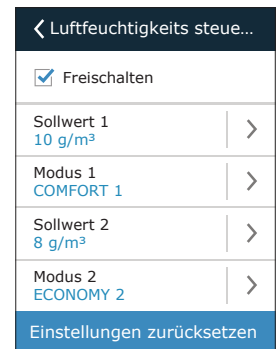 Luftfeuchtigkeits steue...
Freischalten
Sollwert 1
10 g/m³
Modus 1
COMFORT 1
Sollwert 2
8 g/m³
Modus 2
ECONOMY 2
Einstellungen zurücksetzen